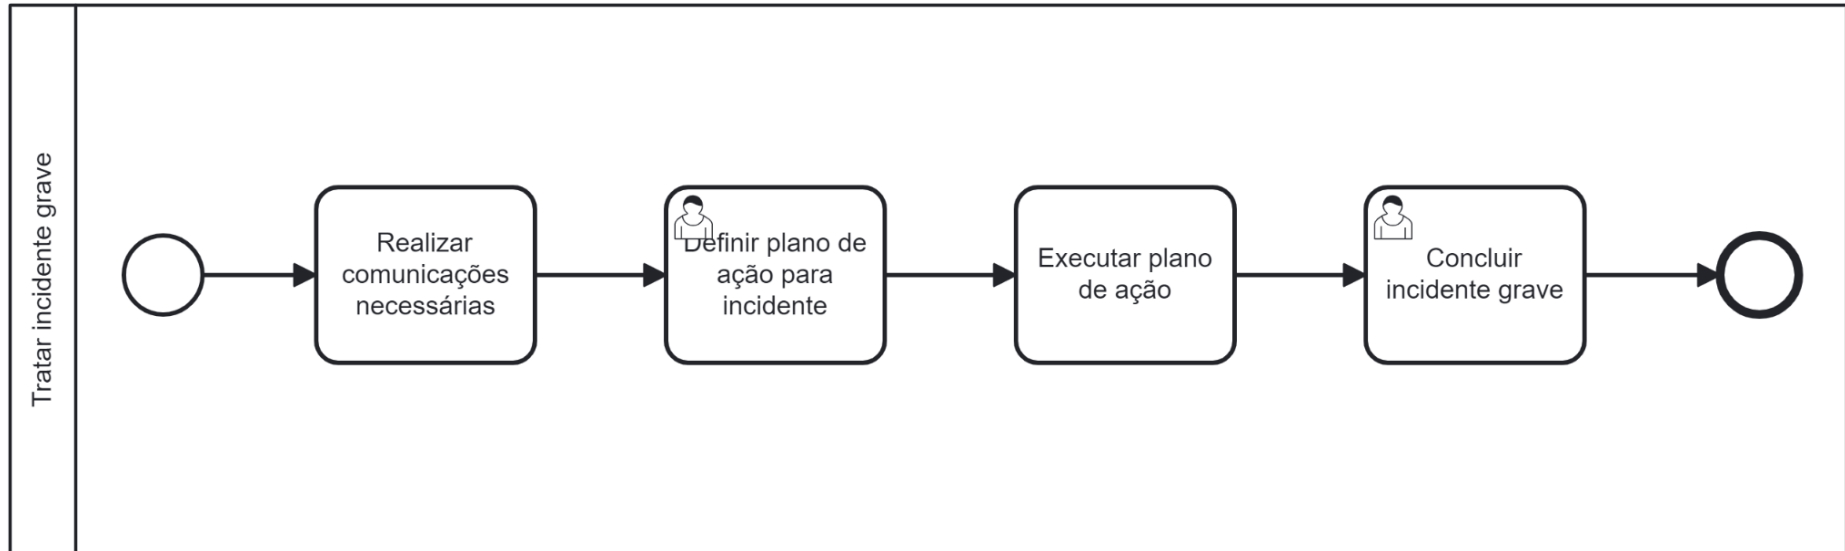 Tratar incidente grave
Realizar
comunicações
necessárias
Definir plano de
ação para
incidente
Executar plano
de ação
Concluir
incidente grave